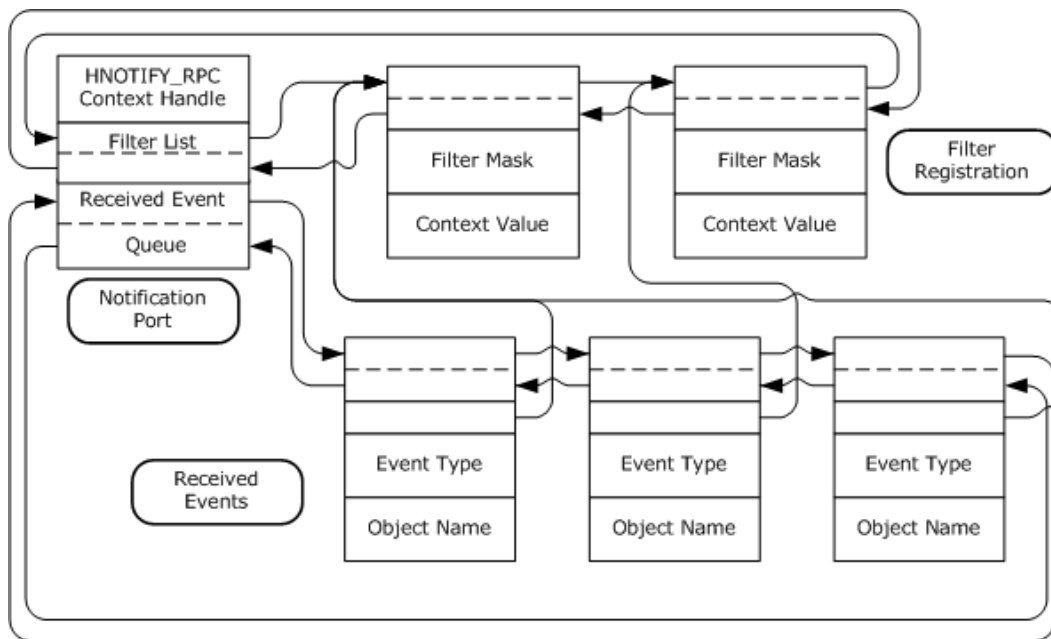 HNOTIFY_RPC
Context Handle
Filter List
Received Event
Queue
Notification
Port
Filter Mask
Context Value
Filter Mask
Context Value
Filter
Registration
Received
Events
Event Type
Object Name
Event Type
Object Name
Event Type
Object Name